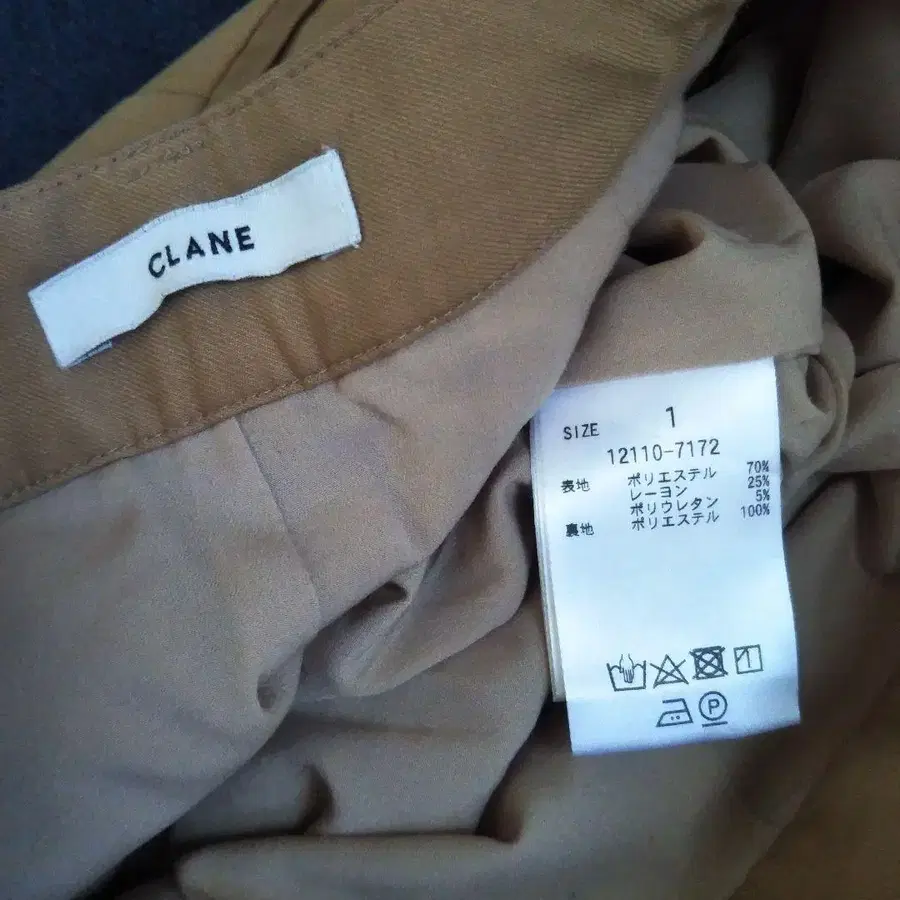 CLANE
SIZE 1
12110-7172
表地 ポリエステル 70%
レーヨン 25%
ポリウレタン 5%
裏地 ポリエステル 100%
P